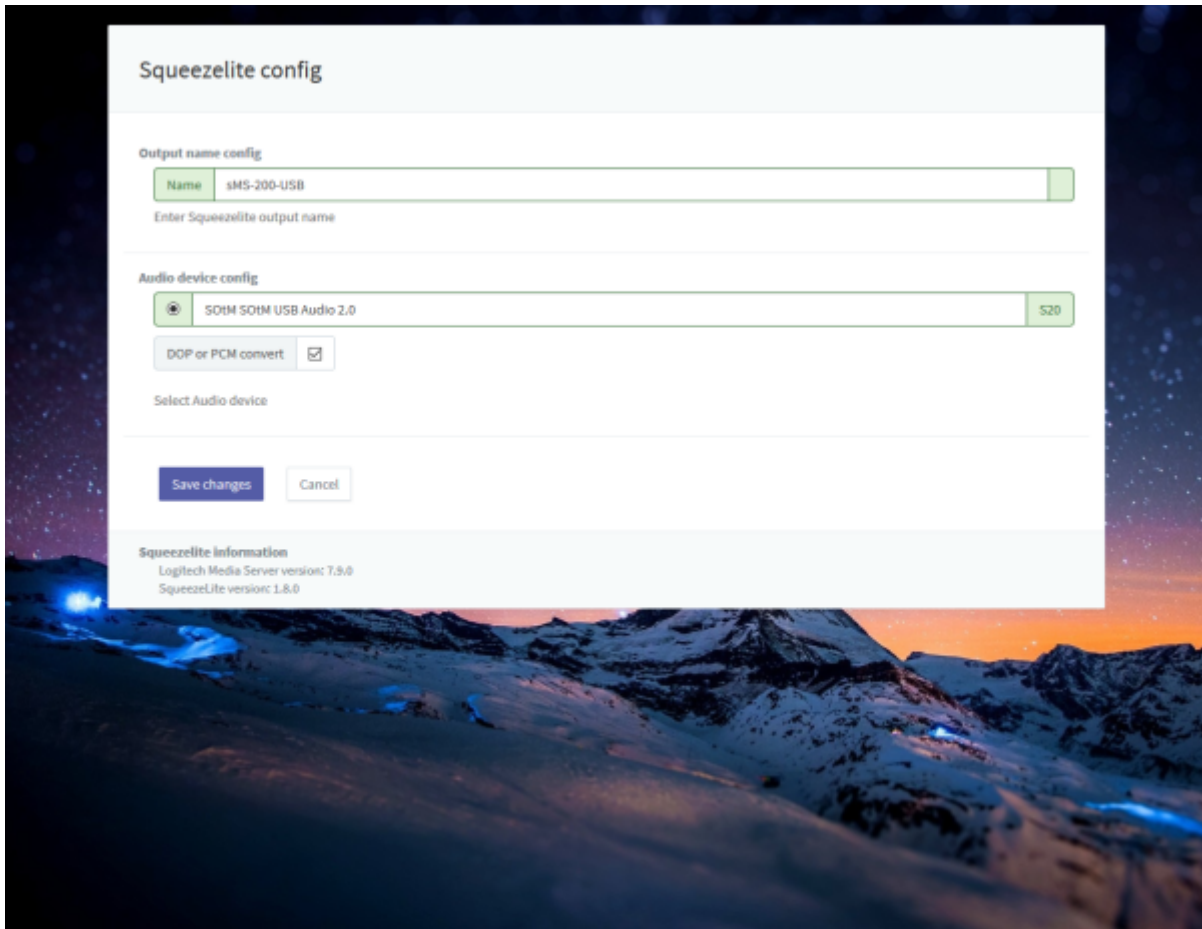 Squeezelite config
Output name config
Name sMS-200-USB
Enter Squeezelite output name
Audio device config
SOtM SOtM USB Audio 2.0 S20
DOP or PCM convert
Select Audio device
Save changes Cancel
Squeezelite information
Logitech Media Server version: 7.9.0
SqueezeLite version: 1.8.0